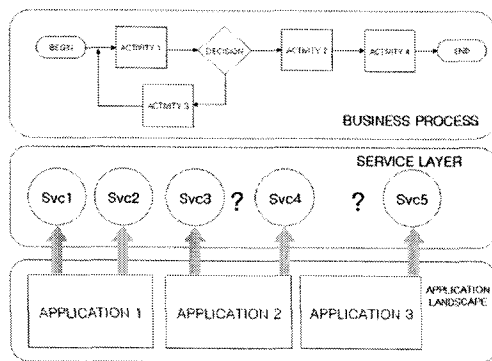 BEGIN
ACTIVITY 1
DECISION
ACTIVITY 2
ACTIVITY 4
END
ACTIVITY 3
BUSINESS PROCESS
SERVICE LAYER
Svc1
Svc2
Svc3
?
Svc4
?
Svc5
APPLICATION 1
APPLICATION 2
APPLICATION 3
APPLICATION
LANDSCAPE